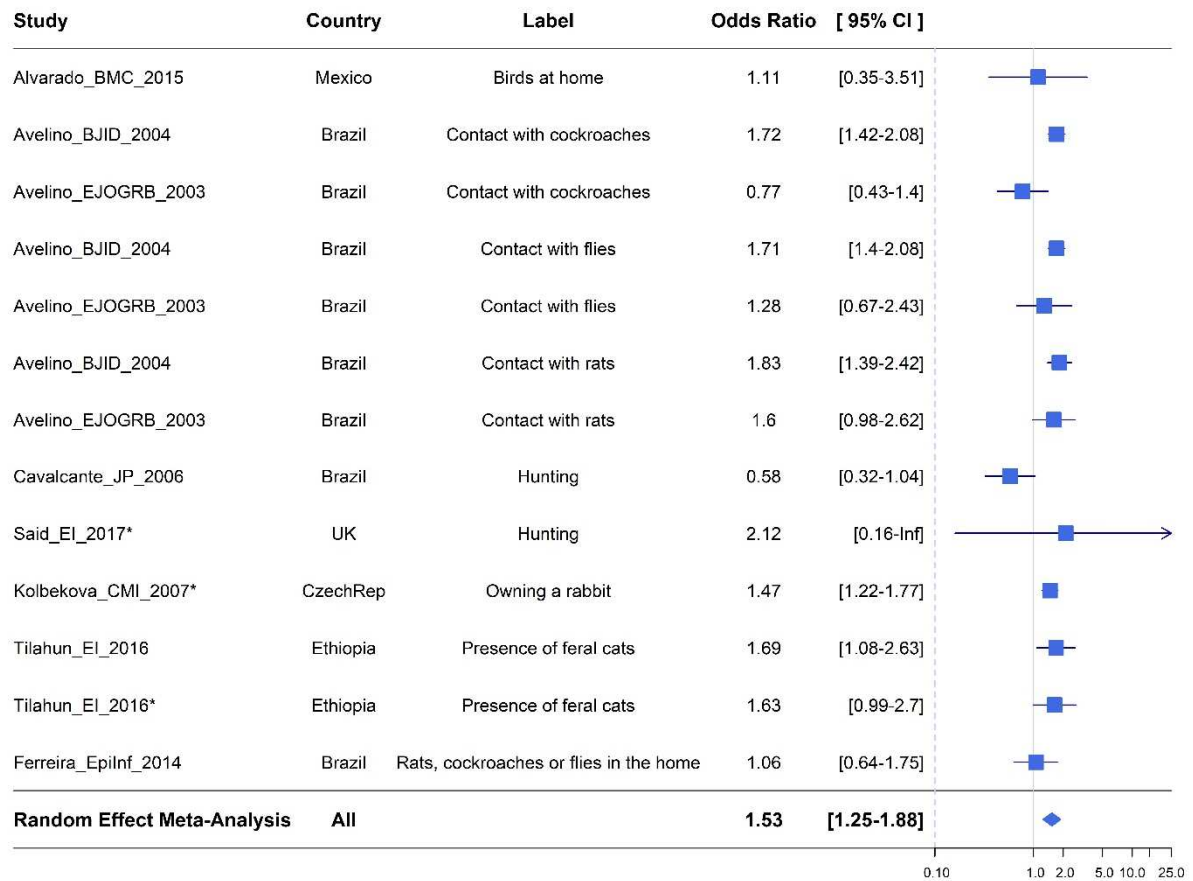 Study Country Label Odds Ratio [ 95% CI ]
Alvarado_BMC_2015 Mexico Birds at home 1.11 [0.35-3.51]
Avelino_BJID_2004 Brazil Contact with cockroaches 1.72 [1.42-2.08]
Avelino_EJOGRB_2003 Brazil Contact with cockroaches 0.77 [0.43-1.4]
Avelino_BJID_2004 Brazil Contact with flies 1.71 [1.4-2.08]
Avelino_EJOGRB_2003 Brazil Contact with flies 1.28 [0.67-2.43]
Avelino_BJID_2004 Brazil Contact with rats 1.83 [1.39-2.42]
Avelino_EJOGRB_2003 Brazil Contact with rats 1.6 [0.98-2.62]
Cavalcante_JP_2006 Brazil Hunting 0.58 [0.32-1.04]
Said_EI_2017* UK Hunting 2.12 [0.16-Inf]
Kolbekova_CMI_2007* CzechRep Owning a rabbit 1.47 [1.22-1.77]
Tilahun_EI_2016 Ethiopia Presence of feral cats 1.69 [1.08-2.63]
Tilahun_EI_2016* Ethiopia Presence of feral cats 1.63 [0.99-2.7]
Ferreira_EpiInf_2014 Brazil Rats, cockroaches or flies in the home 1.06 [0.64-1.75]
Random Effect Meta-Analysis All 1.53 [1.25-1.88]
0.10 1.0 2.0 5.0 10.0 25.0